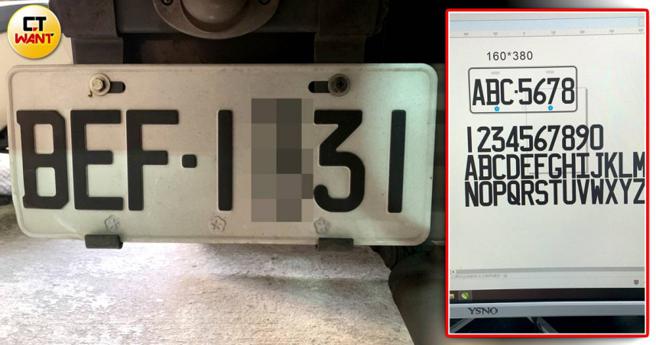 CT
WANT
BEF·1 31
160*380
ABC·5678
1234567890
ABCDEFGHIJKLM
NOPQRSTUVWXYZ
YSNO